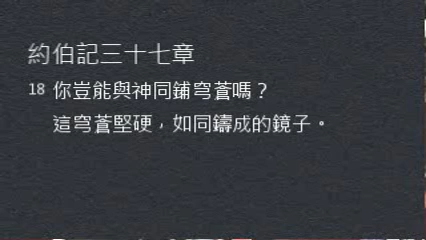 約伯記三十七章
18 你豈能與神同鋪穹蒼嗎？
這穹蒼堅硬，如同鑄成的鏡子。